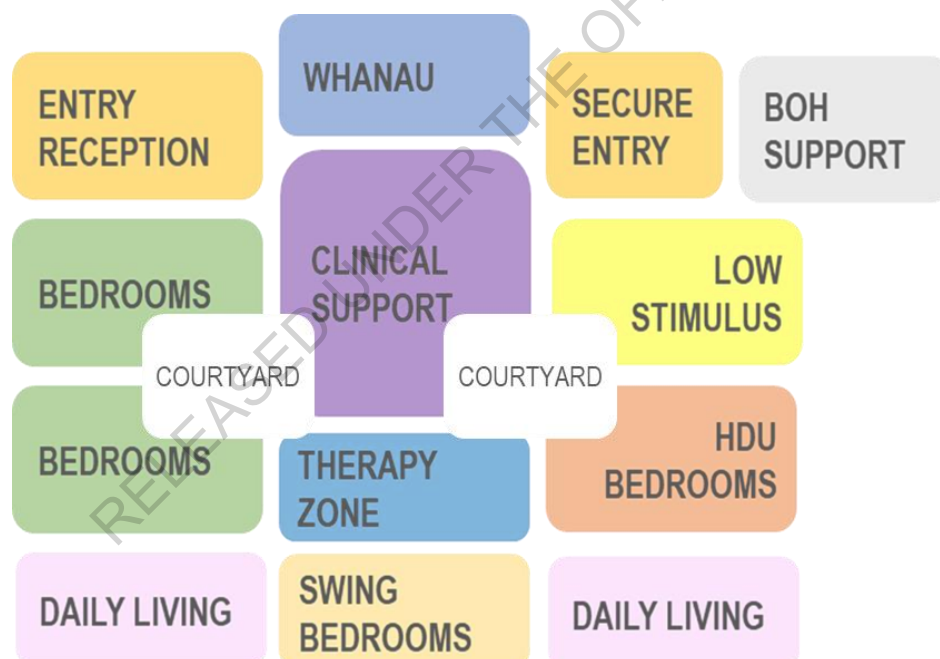 WHANAU
ENTRY
RECEPTION
SECURE
ENTRY
BOH
SUPPORT
CLINICAL
SUPPORT
BEDROOMS
LOW
STIMULUS
COURTYARD
COURTYARD
BEDROOMS
THERAPY
ZONE
HDU
BEDROOMS
DAILY LIVING
SWING
BEDROOMS
DAILY LIVING
RELEASED UNDER THE